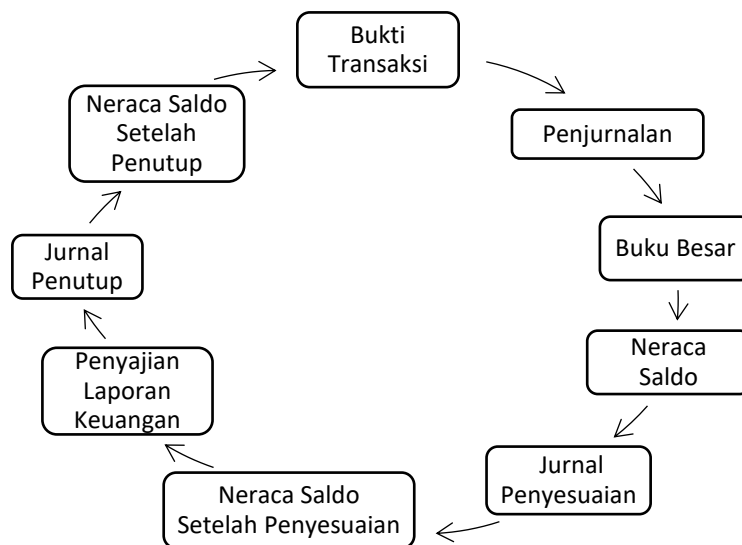 Bukti
Transaksi
Penjurnalan
Buku Besar
Neraca
Saldo
Jurnal
Penyesuaian
Neraca Saldo
Setelah Penyesuaian
Penyajian
Laporan
Keuangan
Jurnal
Penutup
Neraca Saldo
Setelah
Penutup